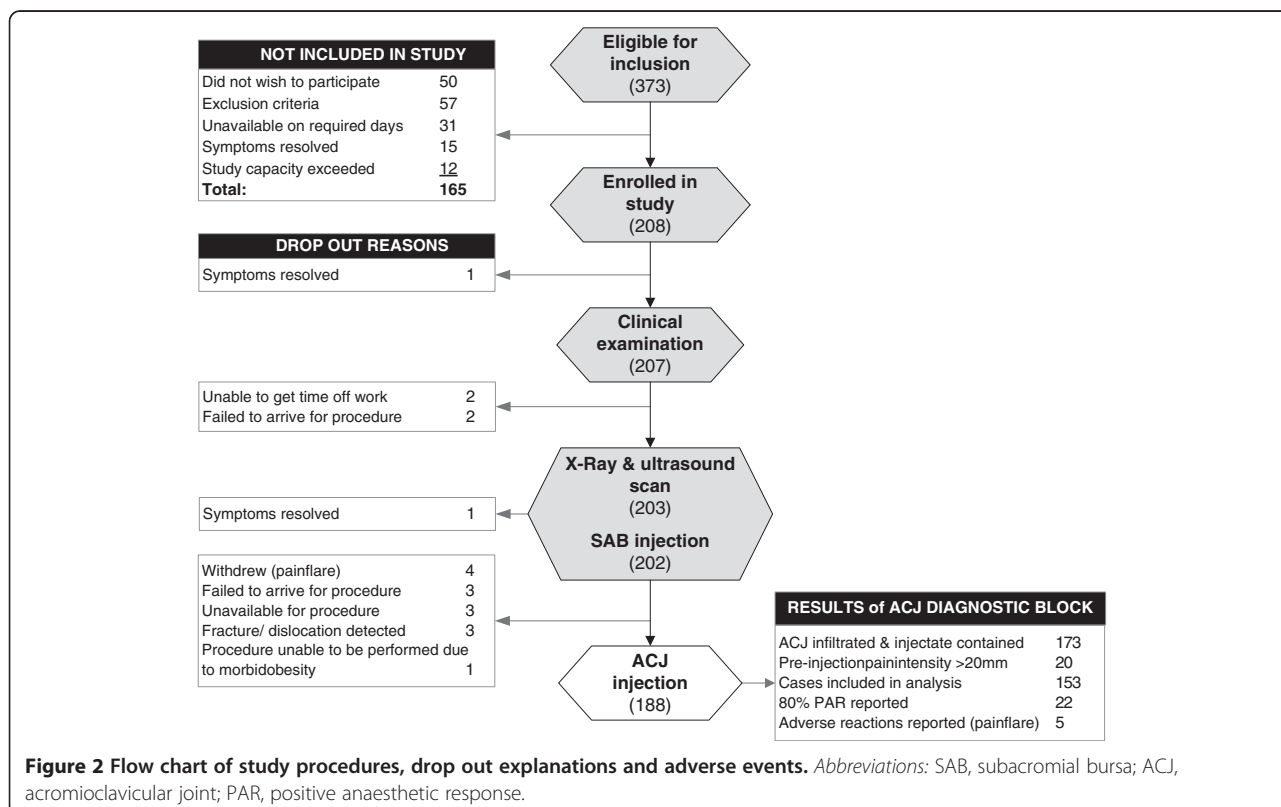 NOT INCLUDED IN STUDY
Did not wish to participate 50
Exclusion criteria 57
Unavailable on required days 31
Symptoms resolved 15
Study capacity exceeded 12
Total: 165
Eligible for
inclusion
(373)
Enrolled in
study
(208)
DROP OUT REASONS
Symptoms resolved 1
Clinical
examination
(207)
Unable to get time off work 2
Failed to arrive for procedure 2
X-Ray & ultrasound
scan
(203)
SAB injection
(202)
Symptoms resolved 1
Withdrew (painflare) 4
Failed to arrive for procedure 3
Unavailable for procedure 3
Fracture/ dislocation detected 3
Procedure unable to be performed due
to morbidobesity 1
ACJ
injection
(188)
RESULTS of ACJ DIAGNOSTIC BLOCK
ACJ infiltrated & injectate contained 173
Pre-injectionpainintensity >20mm 20
Cases included in analysis 153
80% PAR reported 22
Adverse reactions reported (painflare) 5
Figure 2 Flow chart of study procedures, drop out explanations and adverse events. Abbreviations: SAB, subacromial bursa; ACJ,
acromioclavicular joint; PAR, positive anaesthetic response.